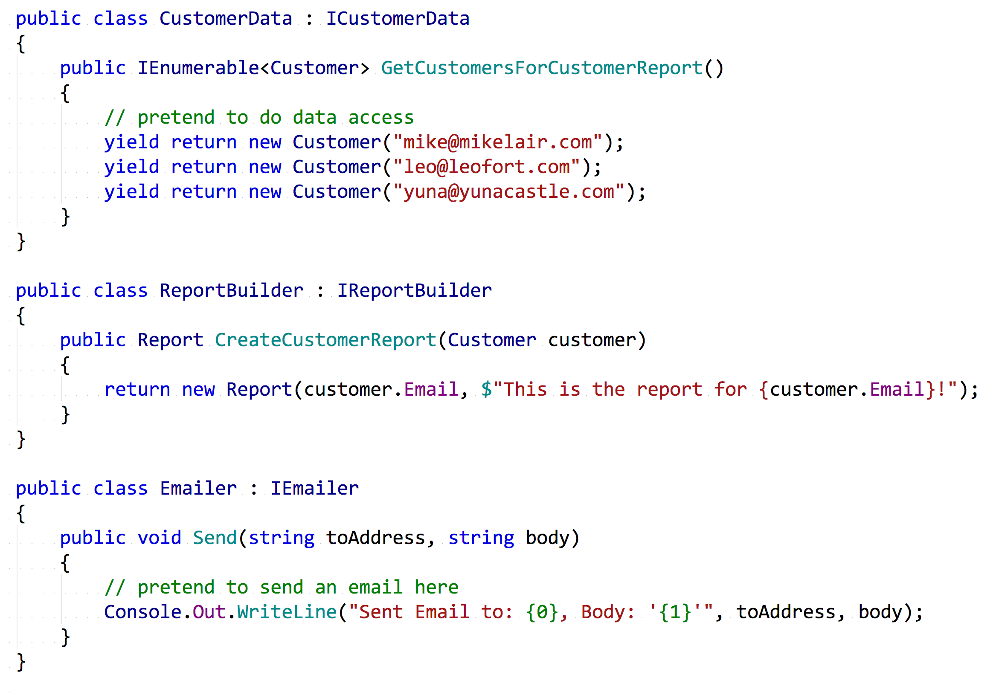 public class CustomerData : ICustomerData
{
    public IEnumerable<Customer> GetCustomersForCustomerReport()
    {
        // pretend to do data access
        yield return new Customer("mike@mikelair.com");
        yield return new Customer("leo@leofort.com");
        yield return new Customer("yuna@yunacastle.com");
    }
}

public class ReportBuilder : IReportBuilder
{
    public Report CreateCustomerReport(Customer customer)
    {
        return new Report(customer.Email, $"This is the report for {customer.Email}!");
    }
}

public class Emailer : IEmailer
{
    public void Send(string toAddress, string body)
    {
        // pretend to send an email here
        Console.Out.WriteLine("Sent Email to: {0}, Body: '{1}'", toAddress, body);
    }
}